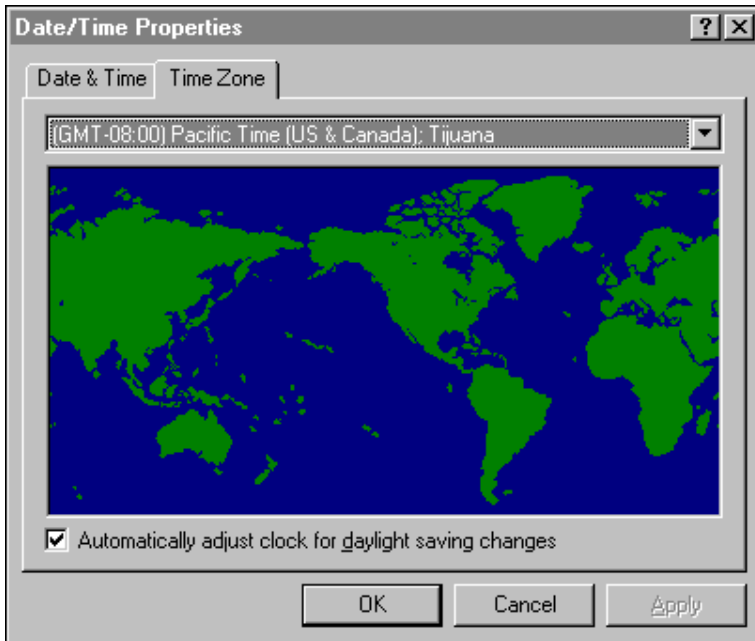 Date/Time Properties
Date & Time
Time Zone
(GMT-08:00) Pacific Time (US & Canada); Tijuana
Automatically adjust clock for daylight saving changes
OK
Cancel
Apply